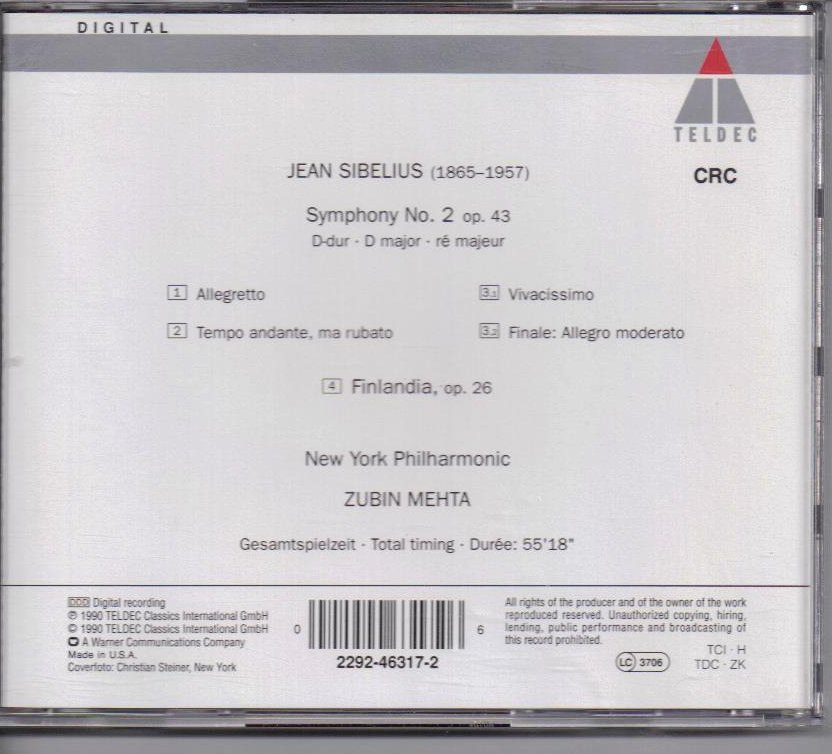 DIGITAL
TELDEC
CRC
JEAN SIBELIUS (1865–1957)
Symphony No. 2 op. 43
D-dur · D major · ré majeur
1 Allegretto
2 Tempo andante, ma rubato
3.1 Vivacissimo
3.2 Finale: Allegro moderato
4 Finlandia, op. 26
New York Philharmonic
ZUBIN MEHTA
Gesamtspielzeit · Total timing · Durée: 55'18"
DDD Digital recording
℗ 1990 TELDEC Classics International GmbH
© 1990 TELDEC Classics International GmbH
A Warner Communications Company
Made in U.S.A.
Coverfoto: Christian Steiner, New York
0 6
2292-46317-2
All rights of the producer and of the owner of the work
reproduced reserved. Unauthorized copying, hiring,
lending, public performance and broadcasting of
this record prohibited.
LC 3706
TCI · H
TDC · ZK